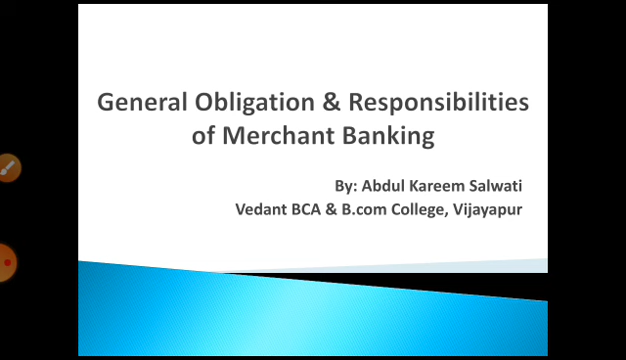 General Obligation & Responsibilities
of Merchant Banking
By: Abdul Kareem Salwati
Vedant BCA & B.com College, Vijayapur